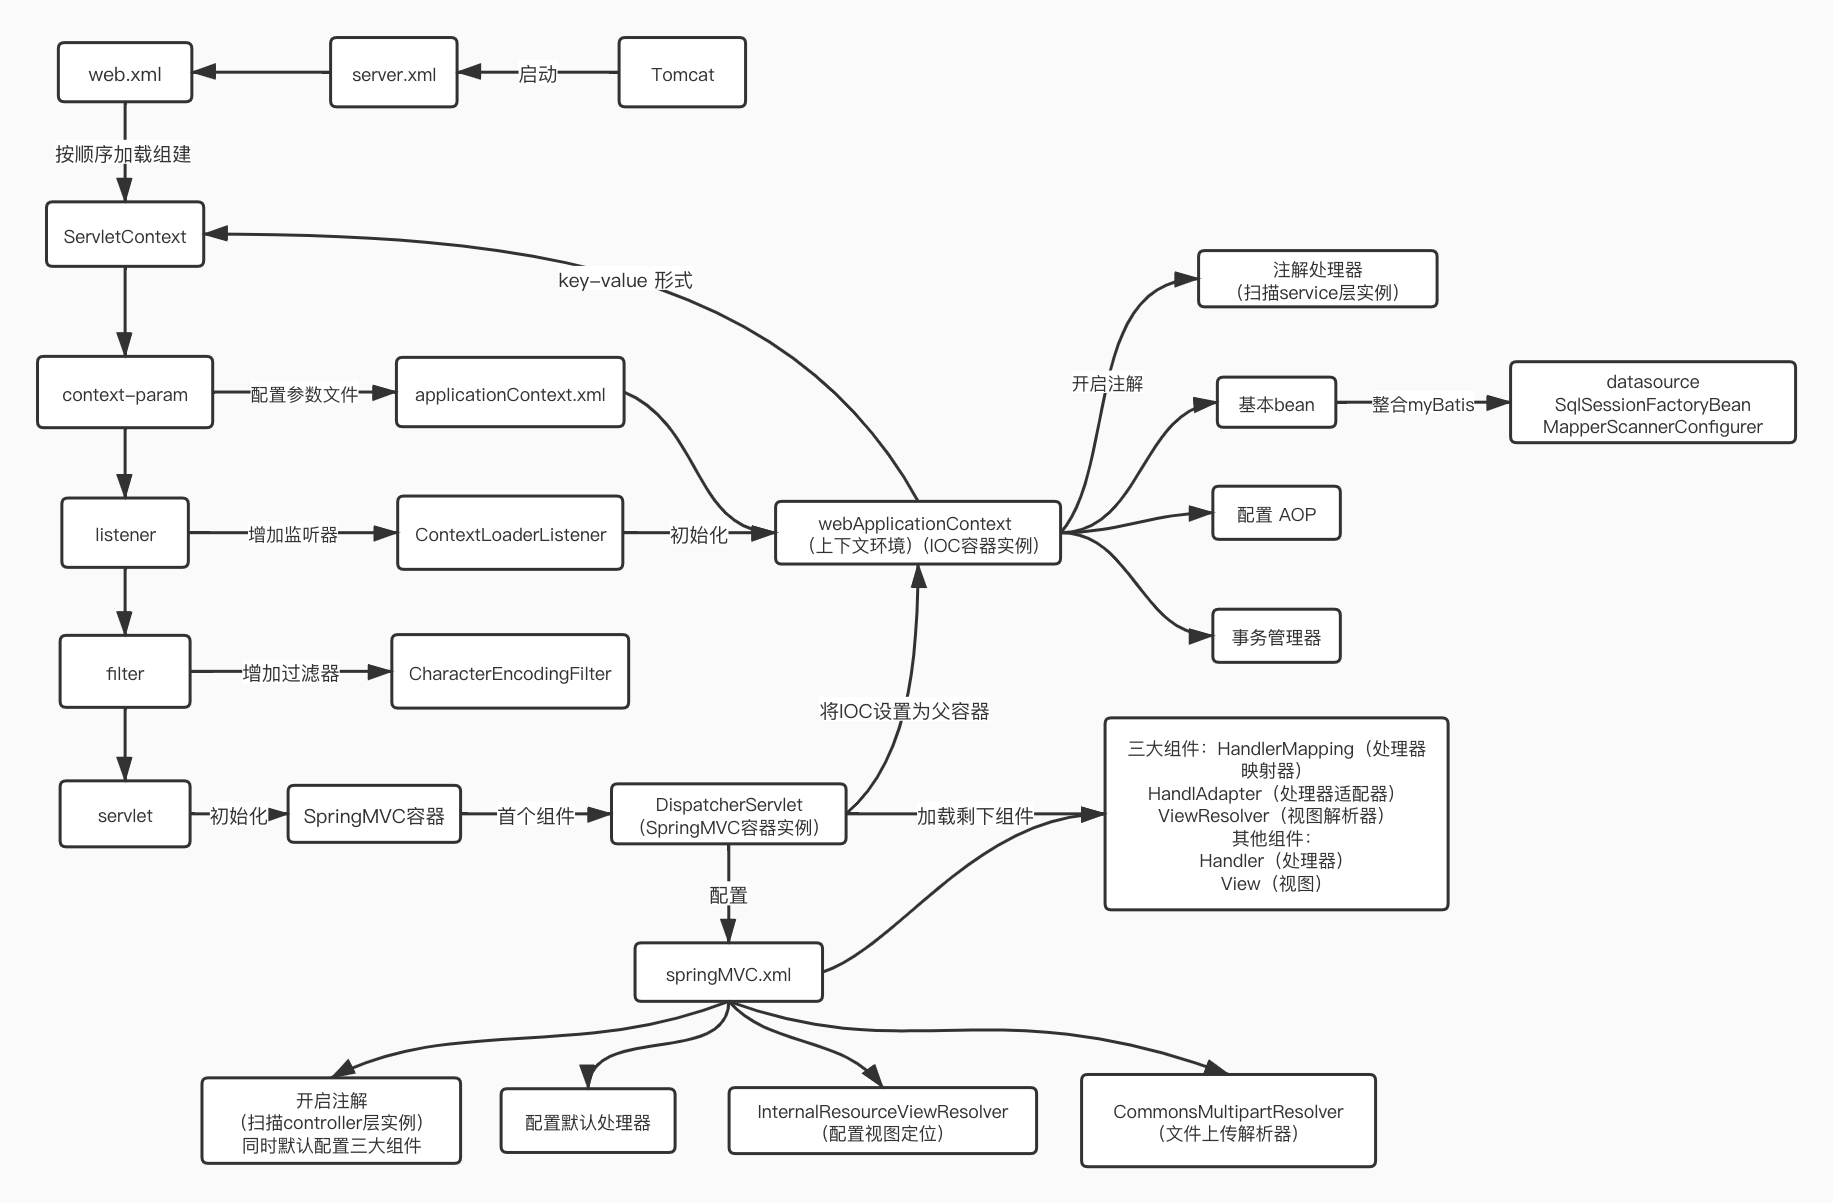 web.xml
server.xml
启动
Tomcat
按顺序加载组建
ServletContext
key-value 形式
注解处理器
（扫描service层实例）
开启注解
context-param
配置参数文件
applicationContext.xml
基本bean
整合myBatis
datasource
SqlSessionFactoryBean
MapperScannerConfigurer
listener
增加监听器
ContextLoaderListener
初始化
webApplicationContext
（上下文环境）（IOC容器实例）
配置 AOP
事务管理器
filter
增加过滤器
CharacterEncodingFilter
将IOC设置为父容器
servlet
初始化
SpringMVC容器
首个组件
DispatcherServlet
（SpringMVC容器实例）
加载剩下组件
三大组件：HandlerMapping（处理器
映射器）
HandlAdapter（处理器适配器）
ViewResolver（视图解析器）
其他组件：
Handler（处理器）
View（视图）
配置
springMVC.xml
开启注解
（扫描controller层实例）
同时默认配置三大组件
配置默认处理器
InternalResourceViewResolver
（配置视图定位）
CommonsMultipartResolver
（文件上传解析器）